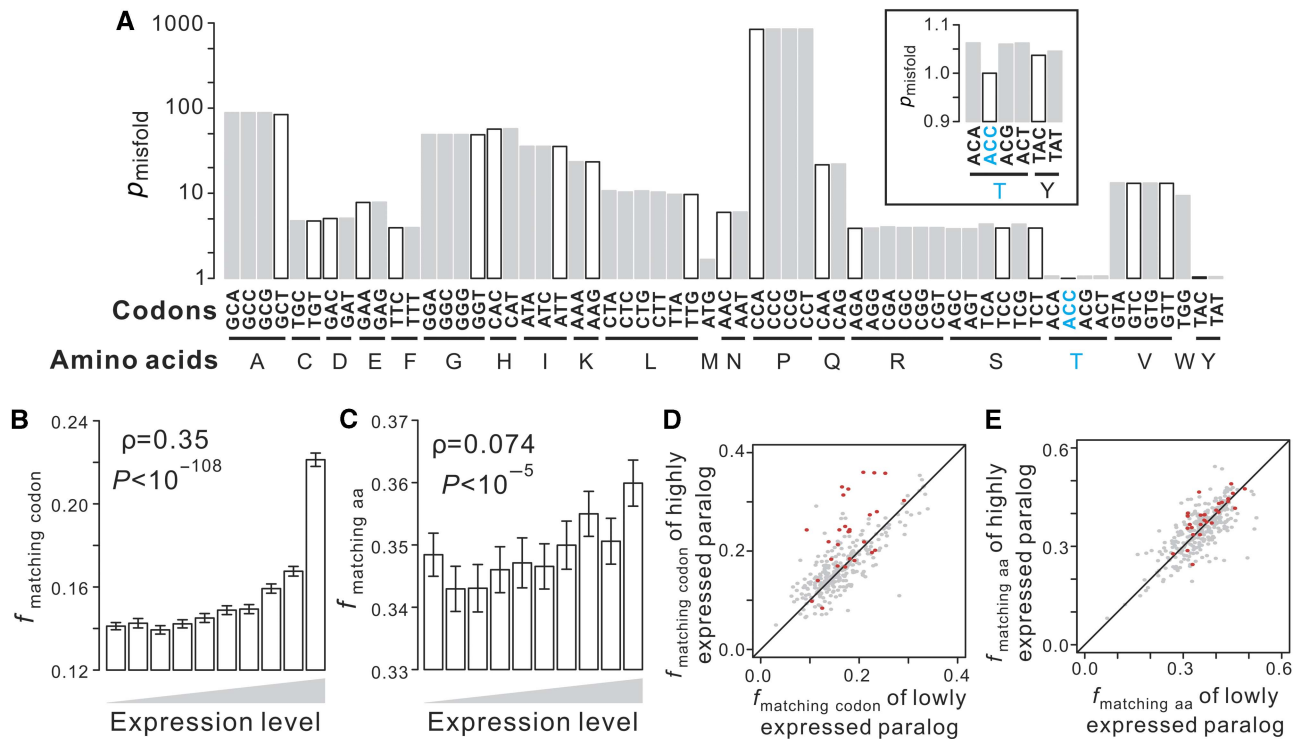 A
1000
100
10
1
p misfold
1.1
1.0
0.9
p misfold
ACA ACC ACG ACT TAC TAT
T Y
Codons GCA GCC GCG GCT TGC TGT GAC GAT GAA GAG TTC TTT GGA GGC GGG GGT CAC CAT ATA ATC ATT AAA AAG CTA CTC CTG CTT TTA TTG ATG AAC AAT CCA CCC CCG CCT CAA CAG AGA AGG CGA CGC CGG CGT AGC AGT TCA TCC TCG TCT ACA ACC ACG ACT GTA GTC GTG GTT TGG TAC TAT
Amino acids A C D E F G H I K L M N P Q R S T V W Y
B
0.24
0.20
0.16
0.12
f matching codon
ρ=0.35
P<10−108
Expression level
C
0.37
0.36
0.35
0.34
0.33
f matching aa
ρ=0.074
P<10−5
Expression level
D
0.4
0.2
0.0
f matching codon of highly
expressed paralog
0.0 0.2 0.4
f matching codon of lowly
expressed paralog
E
0.6
0.3
0.0
f matching aa of highly
expressed paralog
0.0 0.3 0.6
f matching aa of lowly
expressed paralog